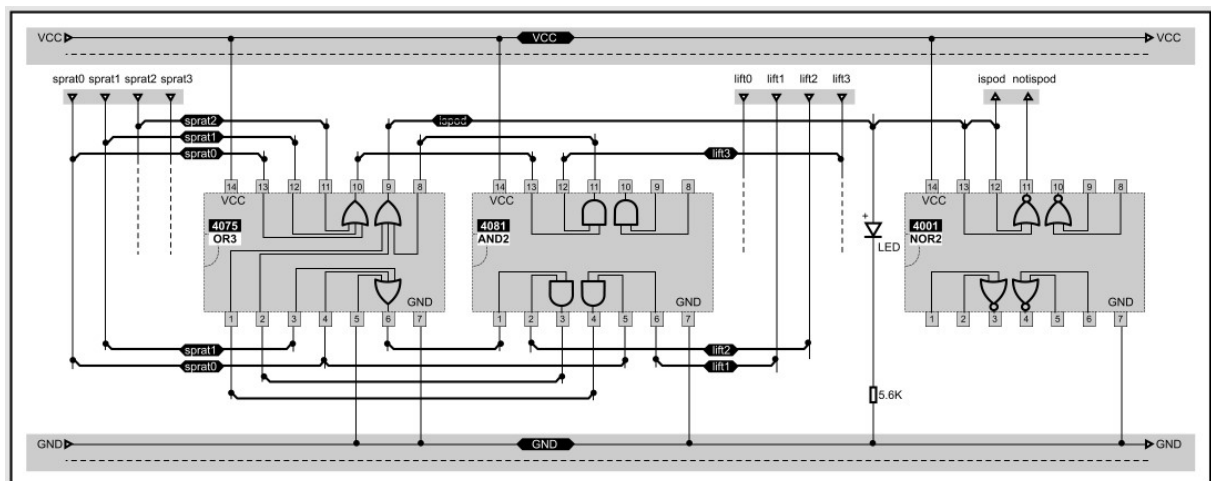 VCC VCC VCC
sprat0 sprat1 sprat2 sprat3 lift0 lift1 lift2 lift3 ispod notispod
sprat2 ispod
sprat1
sprat0 lift3
14 13 12 11 10 9 8 14 13 12 11 10 9 8 14 13 12 11 10 9 8
VCC VCC VCC
4075 4081 4001
OR3 AND2 NOR2
+
LED
GND GND GND
1 2 3 4 5 6 7 1 2 3 4 5 6 7 1 2 3 4 5 6 7
sprat1 lift2
sprat0 lift1
5.6K
GND GND GND